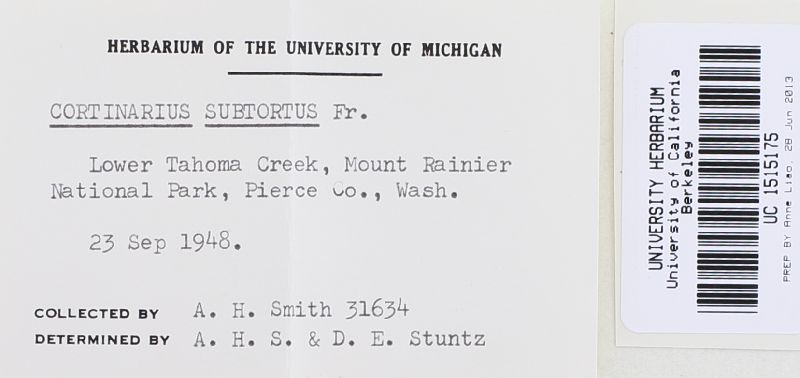 HERBARIUM OF THE UNIVERSITY OF MICHIGAN
CORTINARIUS SUBTORTUS Fr.
Lower Tahoma Creek, Mount Rainier
National Park, Pierce Co., Wash.
23 Sep 1948.
COLLECTED BY A. H. Smith 31634
DETERMINED BY A. H. S. & D. E. Stuntz
UNIVERSITY HERBARIUM
University of California
Berkeley
UC 1515175
PREP BY Anne Liao, 28 Jun 2013